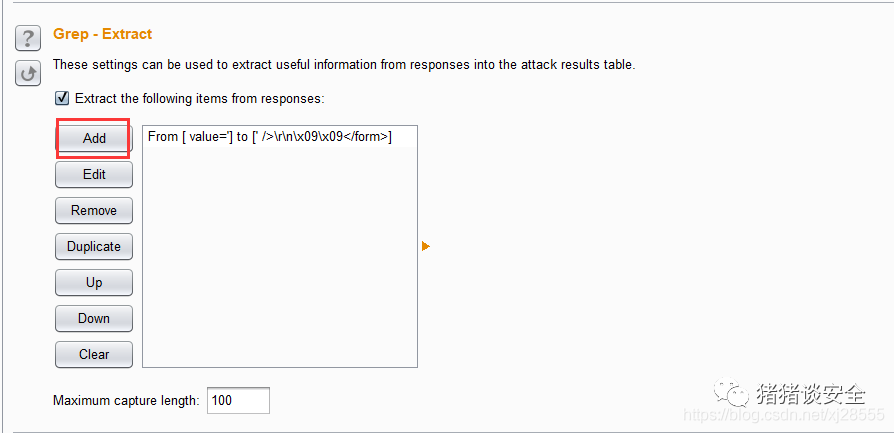 Grep - Extract
?
These settings can be used to extract useful information from responses into the attack results table.
Extract the following items from responses:
Add
From [ value='] to [' />\r\n\x09\x09</form>]
Edit
Remove
Duplicate
Up
Down
Clear
Maximum capture length: 100
猪猪谈安全
https://blog.csdn.net/xj28555